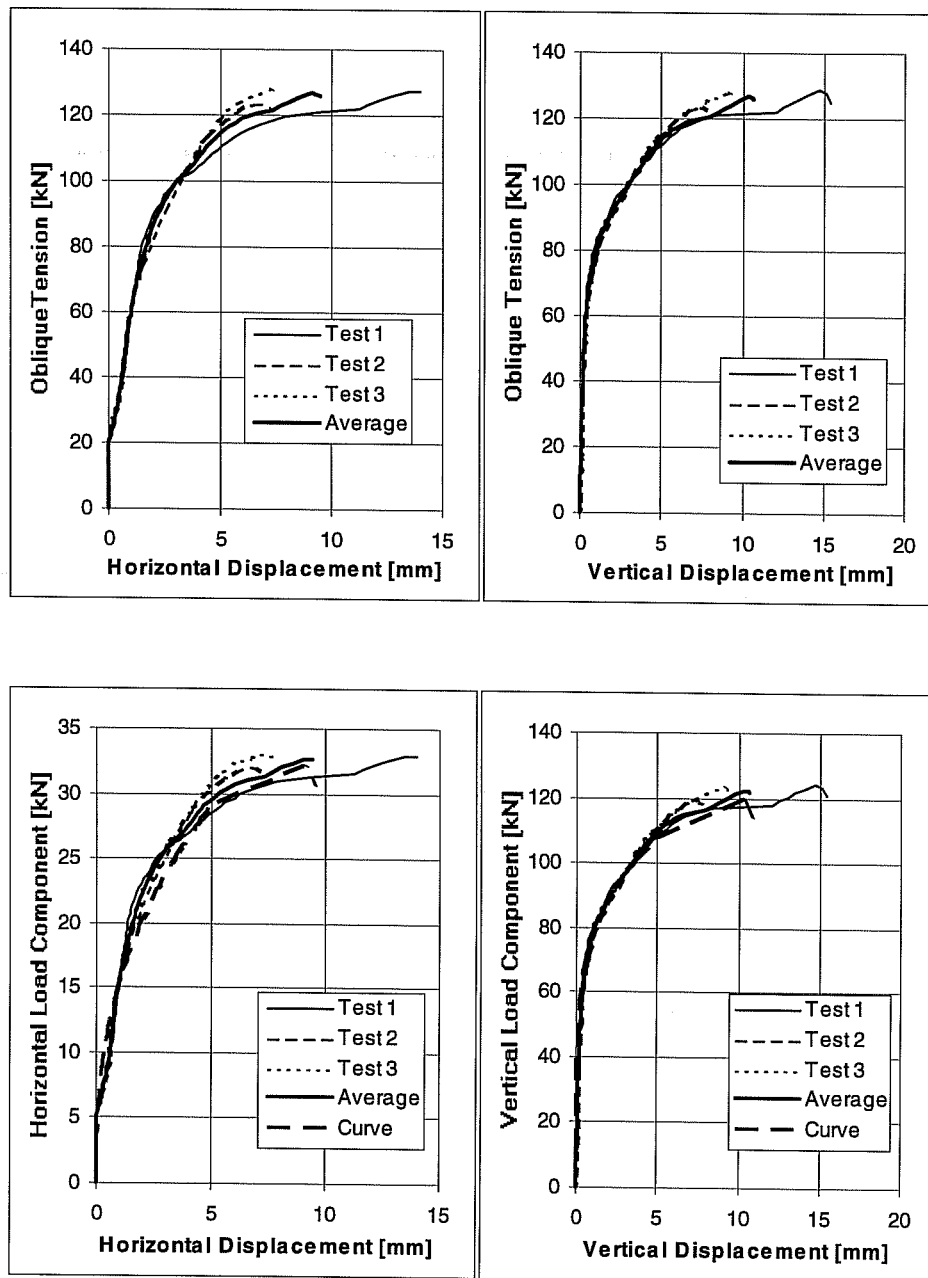 140
120
100
80
60
40
20
0
Oblique Tension [kN]
Test 1
Test 2
Test 3
Average
0 5 10 15
Horizontal Displacement [mm]
140
120
100
80
60
40
20
0
Oblique Tension [kN]
Test 1
Test 2
Test 3
Average
0 5 10 15 20
Vertical Displacement [mm]
35
30
25
20
15
10
5
0
Horizontal Load Component [kN]
Test 1
Test 2
Test 3
Average
Curve
0 5 10 15
Horizontal Displacement [mm]
140
120
100
80
60
40
20
0
Vertical Load Component [kN]
Test 1
Test 2
Test 3
Average
Curve
0 5 10 15 20
Vertical Displacement [mm]